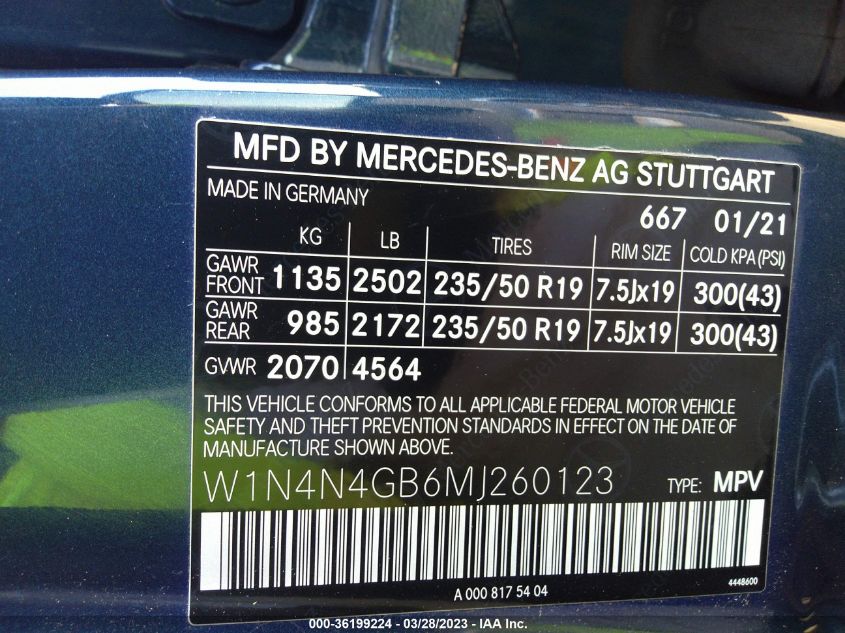 MFD BY MERCEDES-BENZ AG STUTTGART
MADE IN GERMANY
667 01/21
KG LB TIRES RIM SIZE COLD KPA (PSI)
GAWR FRONT 1135 2502 235/50 R19 7.5Jx19 300(43)
GAWR REAR 985 2172 235/50 R19 7.5Jx19 300(43)
GVWR 2070 4564
THIS VEHICLE CONFORMS TO ALL APPLICABLE FEDERAL MOTOR VEHICLE
SAFETY AND THEFT PREVENTION STANDARDS IN EFFECT ON THE DATE OF
MANUFACTURE SHOWN ABOVE.
W1N4N4GB6MJ260123 TYPE: MPV
A 000 817 54 04
4448600
000-36199224 - 03/28/2023 - IAA Inc.